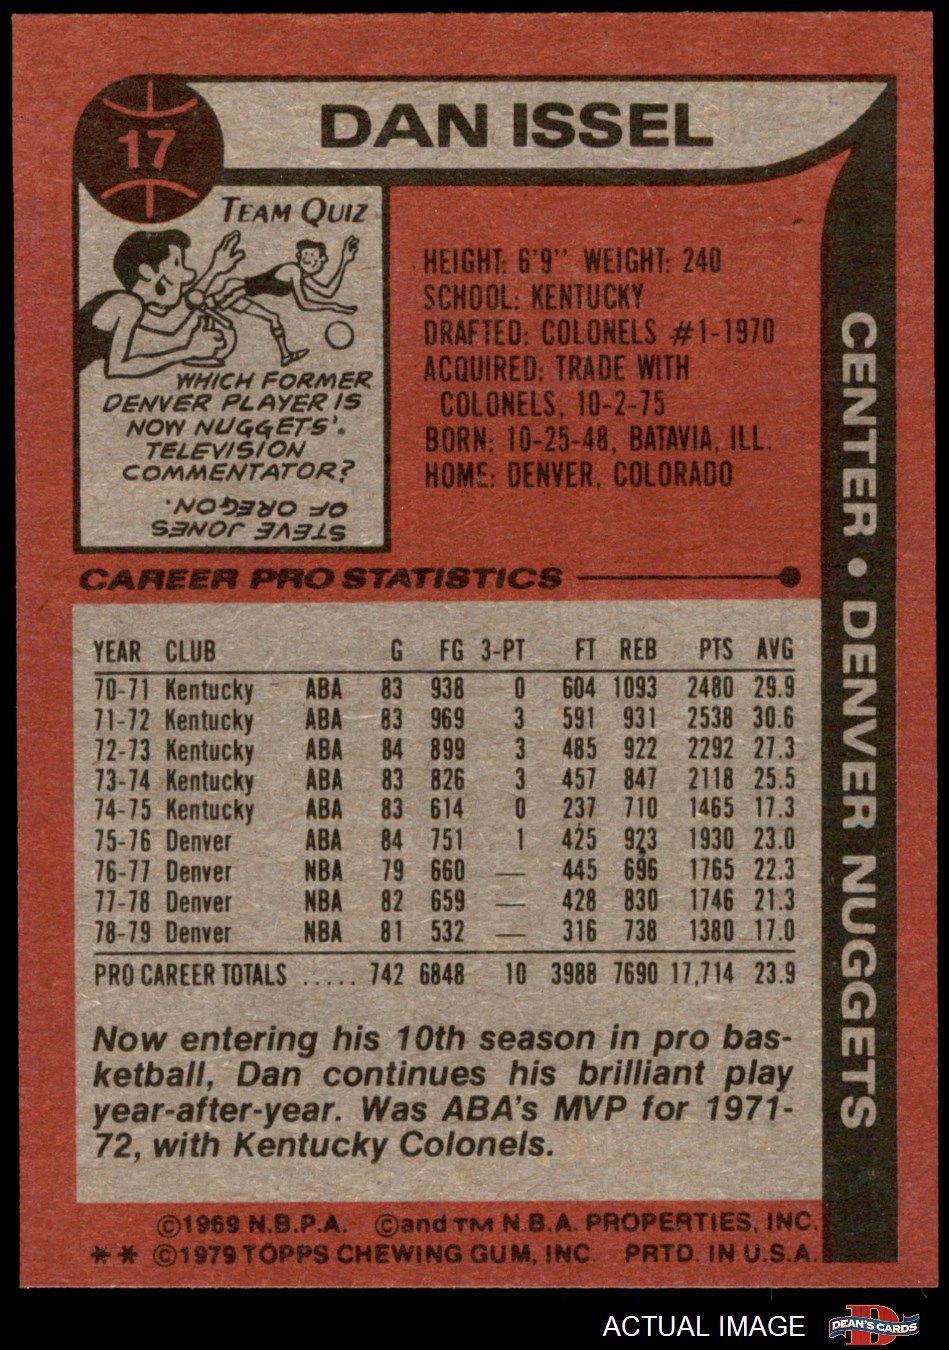 17
DAN ISSEL
TEAM QUIZ
WHICH FORMER
DENVER PLAYER IS
NOW NUGGETS'.
TELEVISION
COMMENTATOR?
STEVE JONES
OF OREGON.
HEIGHT: 6'9" WEIGHT: 240
SCHOOL: KENTUCKY
DRAFTED: COLONELS #1-1970
ACQUIRED: TRADE WITH
COLONELS, 10-2-75
BORN: 10-25-48, BATAVIA, ILL.
HOME: DENVER, COLORADO
CENTER • DENVER NUGGETS
CAREER PRO STATISTICS
YEAR CLUB G FG 3-PT FT REB PTS AVG
70-71 Kentucky ABA 83 938 0 604 1093 2480 29.9
71-72 Kentucky ABA 83 969 3 591 931 2538 30.6
72-73 Kentucky ABA 84 899 3 485 922 2292 27.3
73-74 Kentucky ABA 83 826 3 457 847 2118 25.5
74-75 Kentucky ABA 83 614 0 237 710 1465 17.3
75-76 Denver ABA 84 751 1 425 923 1930 23.0
76-77 Denver NBA 79 660 — 445 696 1765 22.3
77-78 Denver NBA 82 659 — 428 830 1746 21.3
78-79 Denver NBA 81 532 — 316 738 1380 17.0
PRO CAREER TOTALS ..... 742 6848 10 3988 7690 17,714 23.9
Now entering his 10th season in pro bas-
ketball, Dan continues his brilliant play
year-after-year. Was ABA's MVP for 1971-
72, with Kentucky Colonels.
©1969 N.B.P.A. ©and TM N.B.A. PROPERTIES, INC.
** ©1979 TOPPS CHEWING GUM, INC. PRTD. IN U.S.A.
ACTUAL IMAGE
D
DEAN'S CARDS